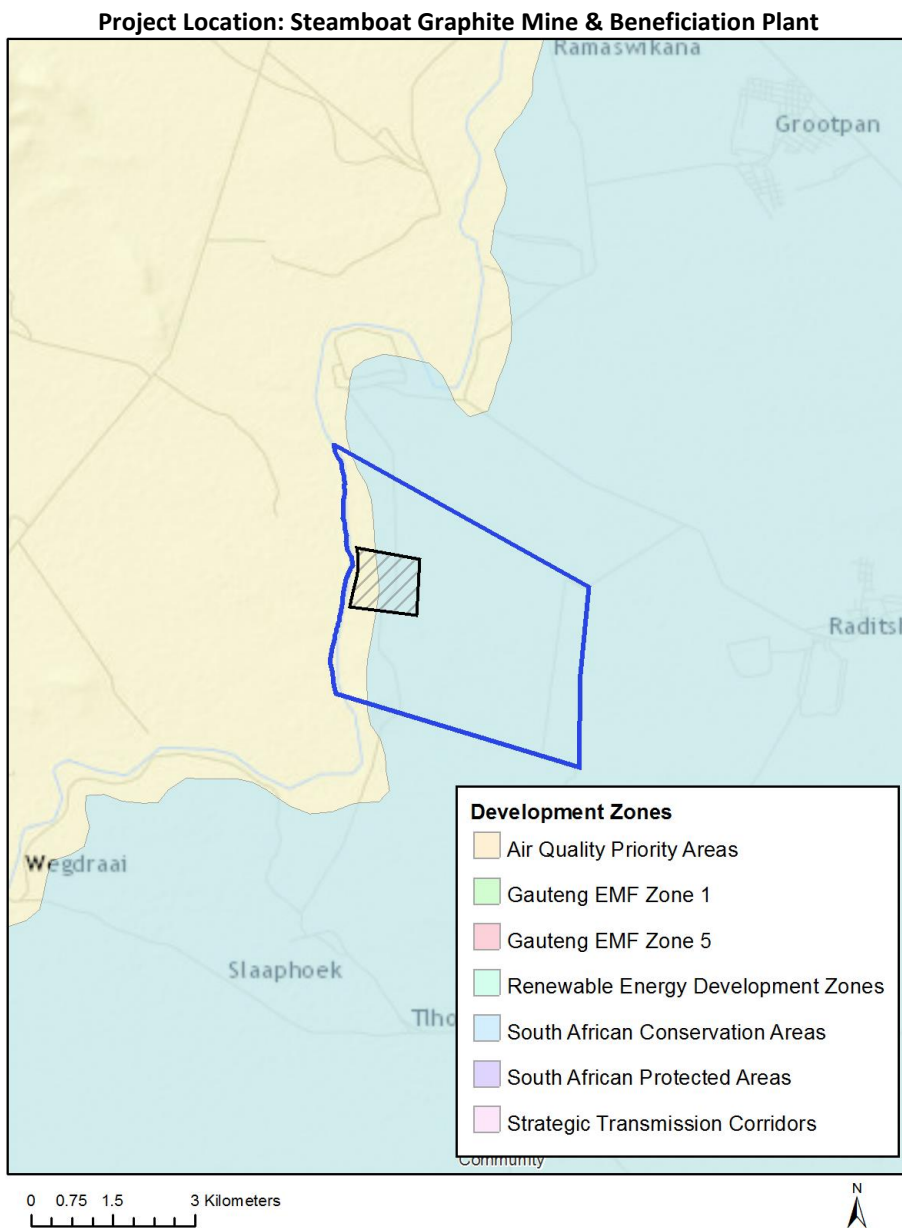 Project Location: Steamboat Graphite Mine & Beneficiation Plant
Ramaswikana
Grootpan
Raditsl
Wegdraai
Slaaphoek
Tlho
Development Zones
Air Quality Priority Areas
Gauteng EMF Zone 1
Gauteng EMF Zone 5
Renewable Energy Development Zones
South African Conservation Areas
South African Protected Areas
Strategic Transmission Corridors
Community
0 0.75 1.5 3 Kilometers
N